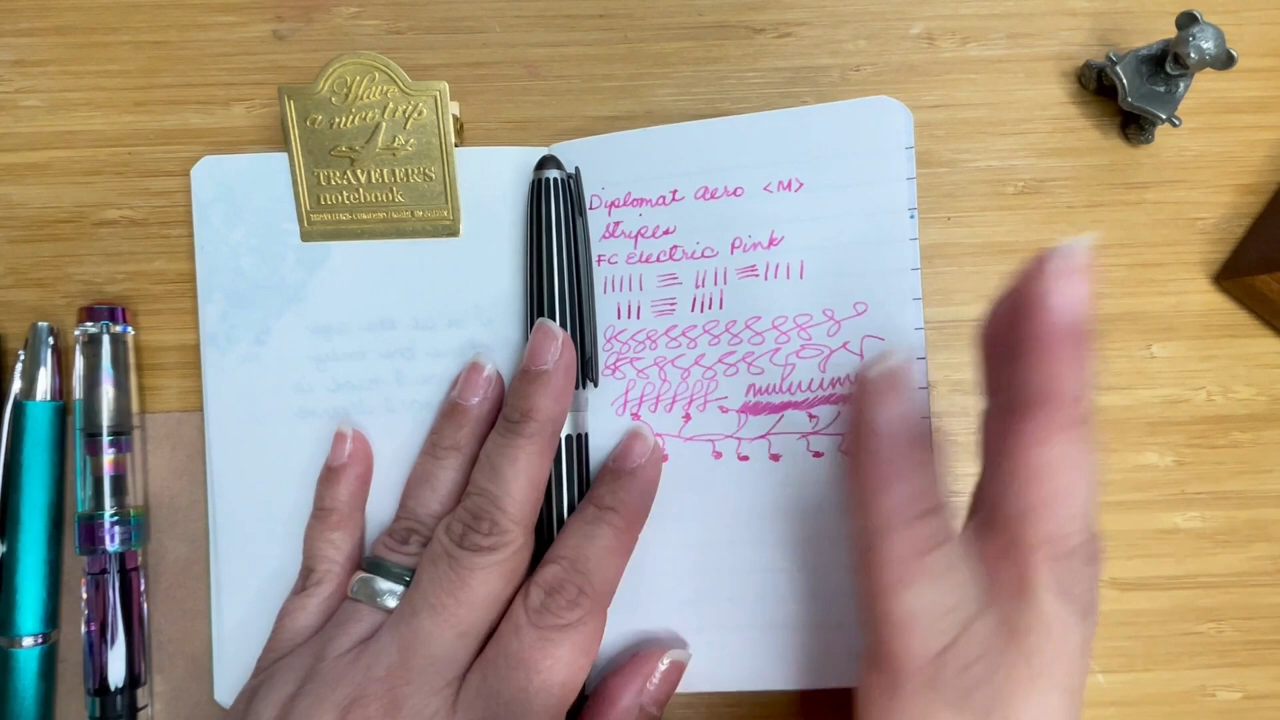 Have
a nice trip
TRAVELER'S
notebook
Diplomat Aero <M>
Stripes
FC Electric Pink